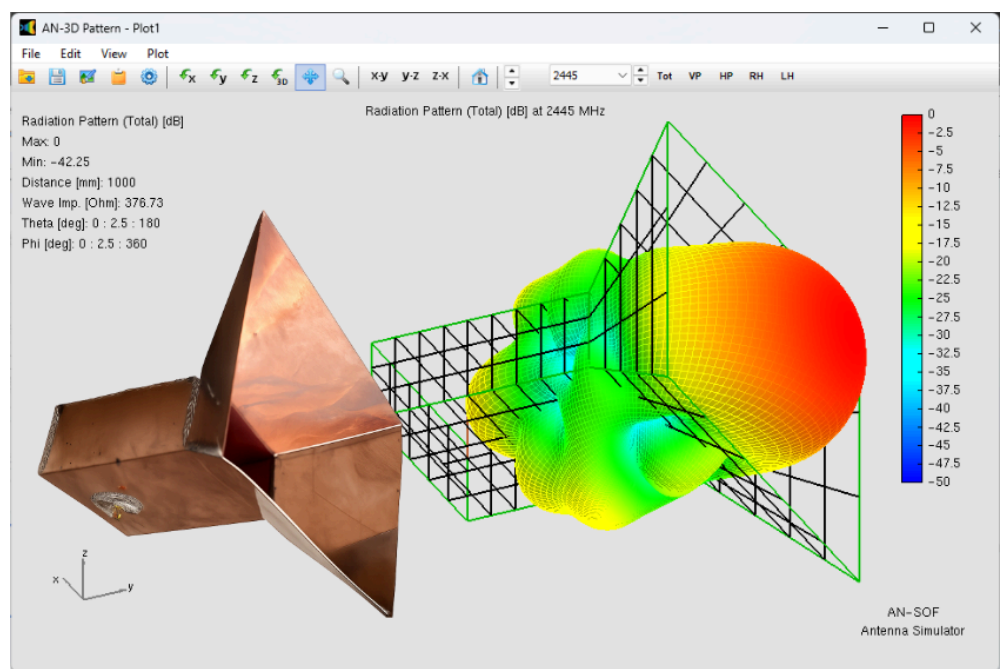 AN-3D Pattern - Plot1
File Edit View Plot
x y z 3D X-y y-Z Z-X 2445 Tot VP HP RH LH
Radiation Pattern (Total) [dB] at 2445 MHz
Radiation Pattern (Total) [dB]
Max: 0
Min: -42.25
Distance [mm]: 1000
Wave Imp. [Ohm]: 376.73
Theta [deg]: 0 : 2.5 : 180
Phi [deg]: 0 : 2.5 : 360
0
-2.5
-5
-7.5
-10
-12.5
-15
-17.5
-20
-22.5
-25
-27.5
-30
-32.5
-35
-37.5
-40
-42.5
-45
-47.5
-50
z
x
y
AN-SOF
Antenna Simulator